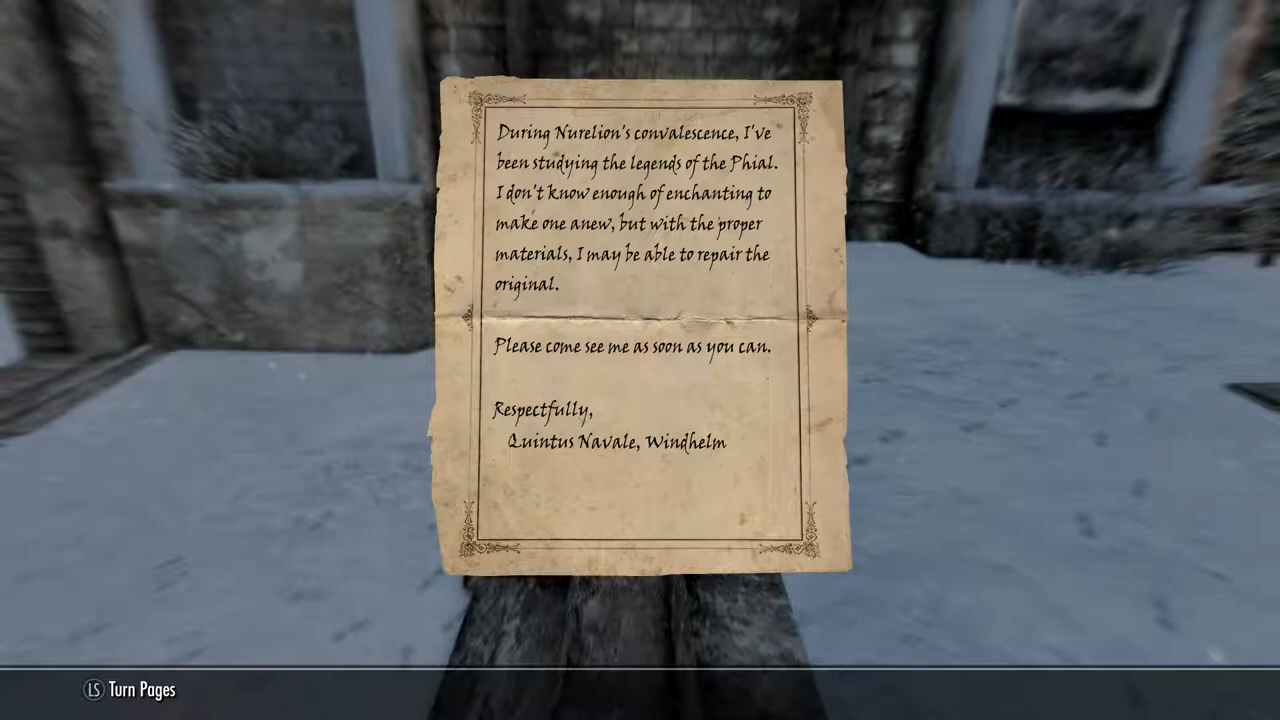 During Nurelion's convalescence, I've
been studying the legends of the Phial.
I don't know enough of enchanting to
make one anew, but with the proper
materials, I may be able to repair the
original.
Please come see me as soon as you can.
Respectfully,
Quintus Navale, Windhelm
LS Turn Pages